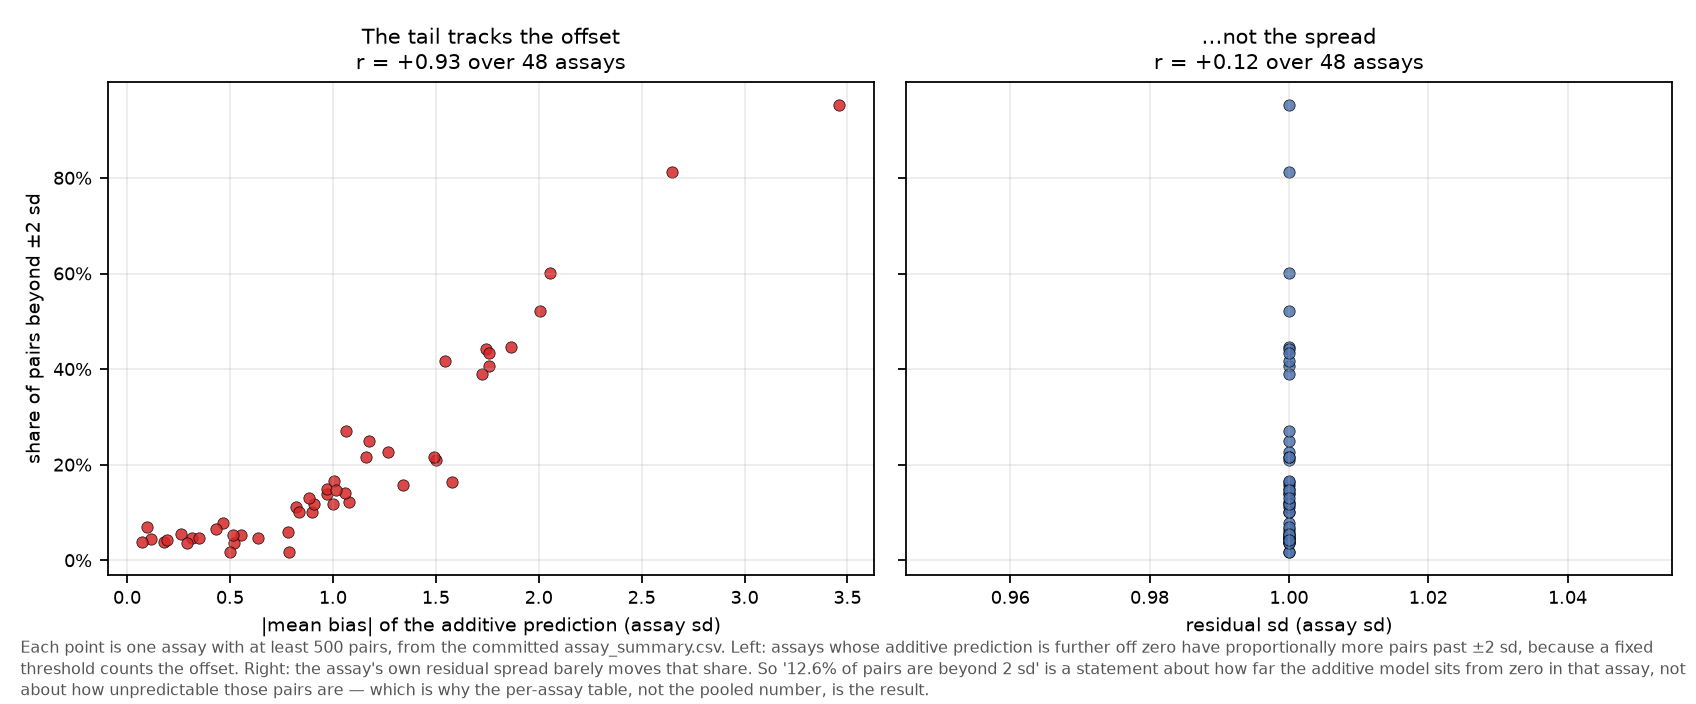 The tail tracks the offset
r = +0.93 over 48 assays
...not the spread
r = +0.12 over 48 assays
share of pairs beyond ±2 sd
80%
60%
40%
20%
0%
0.0 0.5 1.0 1.5 2.0 2.5 3.0 3.5
|mean bias| of the additive prediction (assay sd)
0.96 0.98 1.00 1.02 1.04
residual sd (assay sd)
Each point is one assay with at least 500 pairs, from the committed assay_summary.csv. Left: assays whose additive prediction is further off zero have proportionally more pairs past ±2 sd, because a fixed
threshold counts the offset. Right: the assay's own residual spread barely moves that share. So '12.6% of pairs are beyond 2 sd' is a statement about how far the additive model sits from zero in that assay, not
about how unpredictable those pairs are — which is why the per-assay table, not the pooled number, is the result.